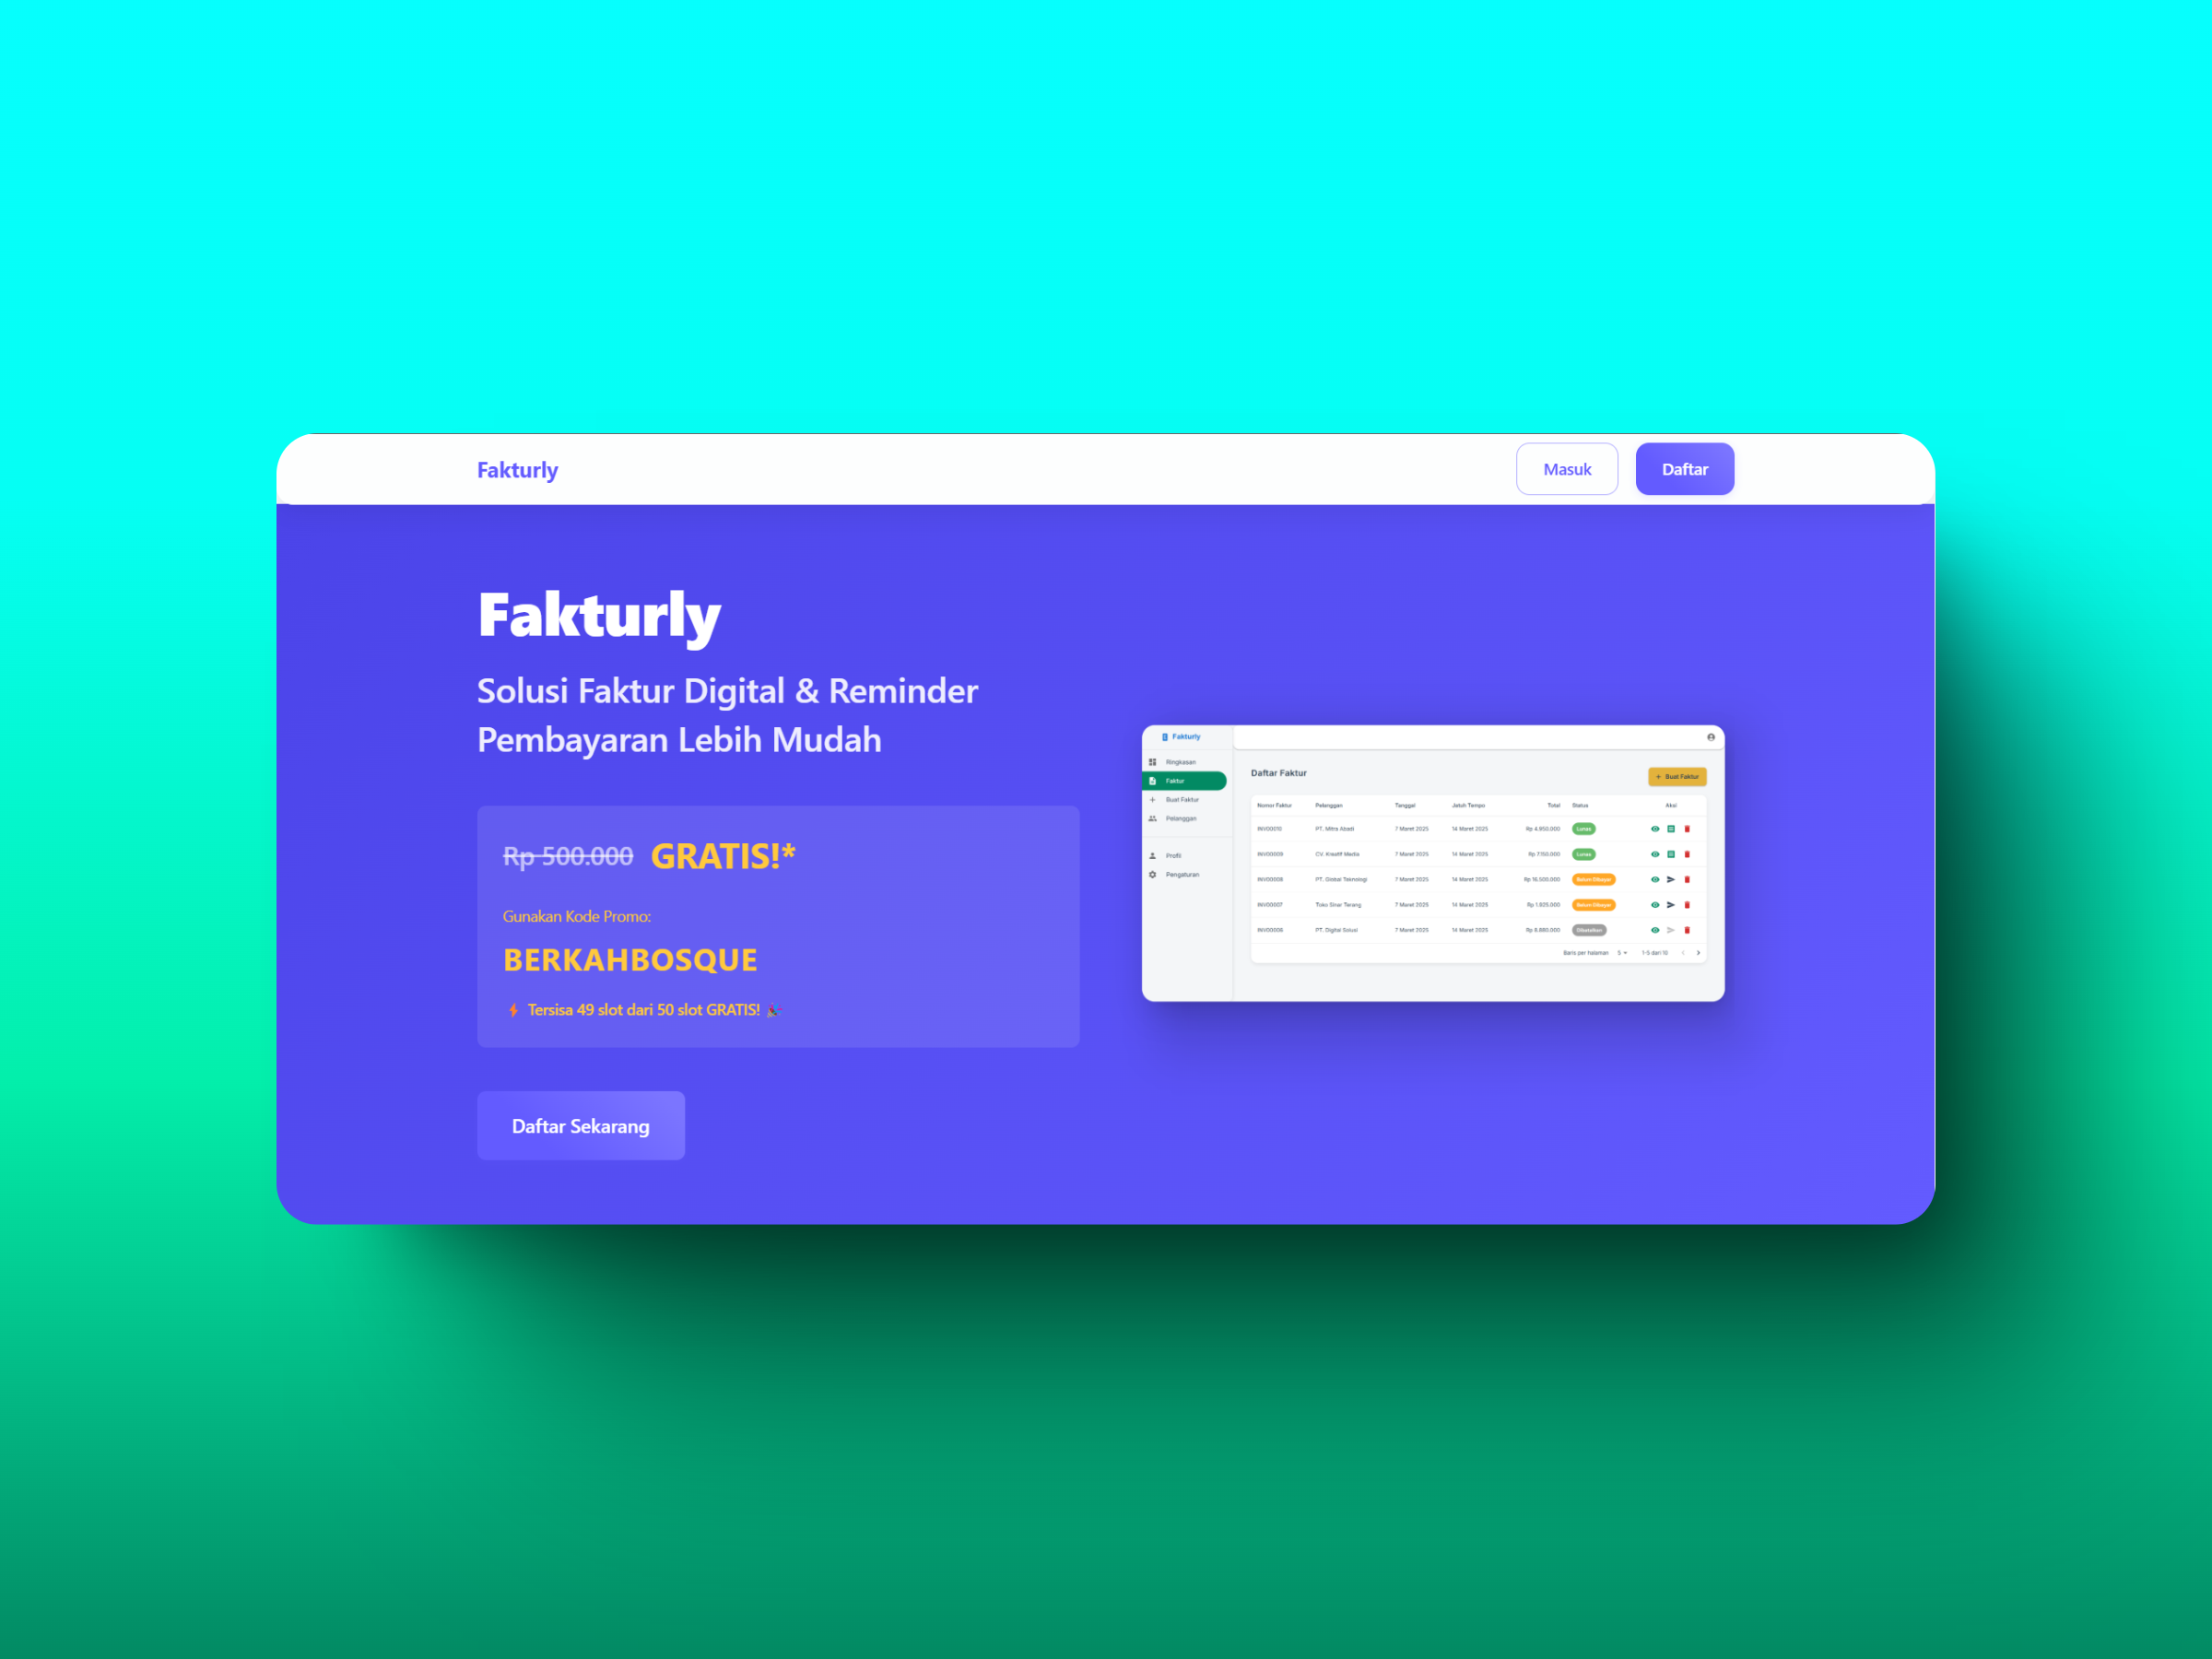 Fakturly
Masuk
Daftar
Fakturly
Solusi Faktur Digital & Reminder
Pembayaran Lebih Mudah
Rp 500.000 GRATIS!*
Gunakan Kode Promo:
BERKAHBOSQUE
⚡ Tersisa 49 slot dari 50 slot GRATIS! 🎉
Daftar Sekarang
Fakturly
Ringkasan
Faktur
Buat Faktur
Pelanggan
Profil
Pengaturan
Daftar Faktur
+ Buat Faktur
Nomor Faktur Pelanggan Tanggal Jatuh Tempo Total Status Aksi
INV00010 PT. Mitra Abadi 7 Maret 2025 14 Maret 2025 Rp 4.950.000 Lunas
INV00009 CV. Kreatif Media 7 Maret 2025 14 Maret 2025 Rp 7.150.000 Lunas
INV00008 PT. Global Teknologi 7 Maret 2025 14 Maret 2025 Rp 16.500.000 Belum Dibayar
INV00007 Toko Sinar Terang 7 Maret 2025 14 Maret 2025 Belum Dibayar
INV00006 PT. Digital Solusi 7 Maret 2025 14 Maret 2025 Rp 8.880.000 Dibatalkan
Baris per halaman 5 1-5 dari 10